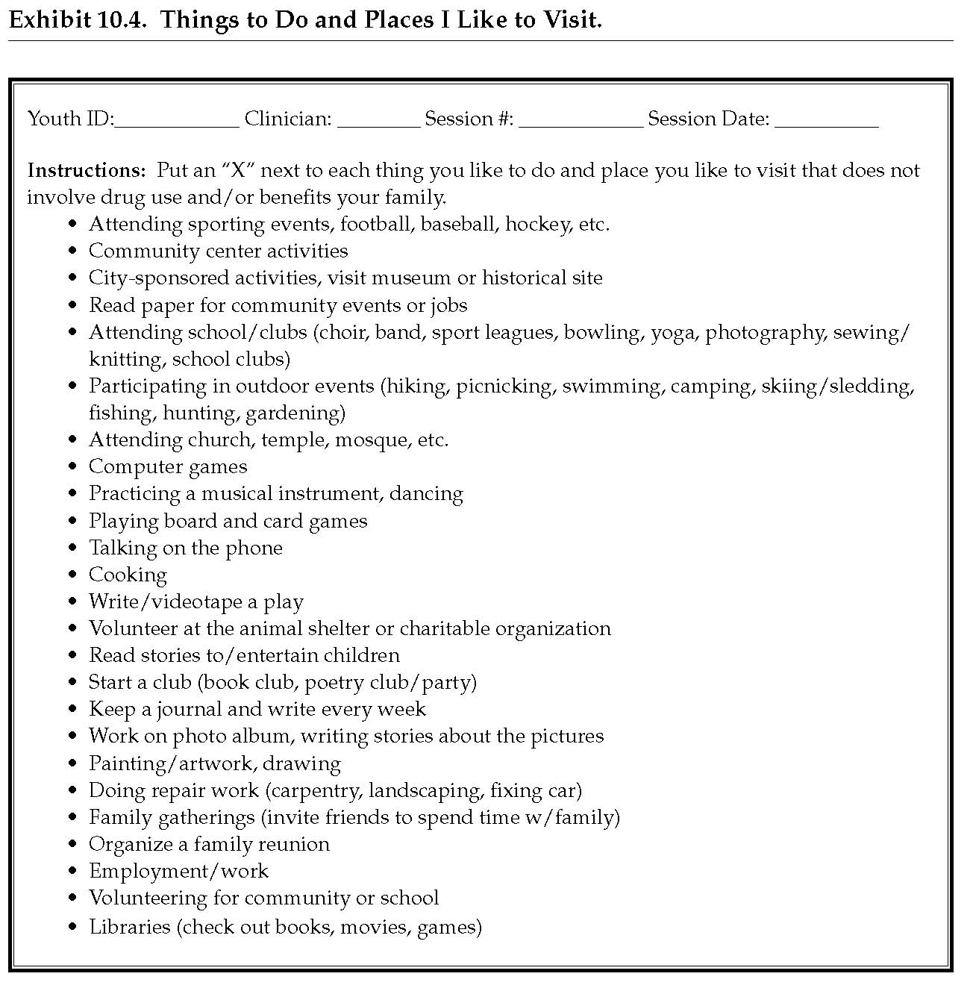 Exhibit 10.4. Things to Do and Places I Like to Visit.
Youth ID:____________ Clinician: ________ Session #: ____________ Session Date: __________
Instructions: Put an “X” next to each thing you like to do and place you like to visit that does not
involve drug use and/or benefits your family.
• Attending sporting events, football, baseball, hockey, etc.
• Community center activities
• City-sponsored activities, visit museum or historical site
• Read paper for community events or jobs
• Attending school/clubs (choir, band, sport leagues, bowling, yoga, photography, sewing/
knitting, school clubs)
• Participating in outdoor events (hiking, picnicking, swimming, camping, skiing/sledding,
fishing, hunting, gardening)
• Attending church, temple, mosque, etc.
• Computer games
• Practicing a musical instrument, dancing
• Playing board and card games
• Talking on the phone
• Cooking
• Write/videotape a play
• Volunteer at the animal shelter or charitable organization
• Read stories to/entertain children
• Start a club (book club, poetry club/party)
• Keep a journal and write every week
• Work on photo album, writing stories about the pictures
• Painting/artwork, drawing
• Doing repair work (carpentry, landscaping, fixing car)
• Family gatherings (invite friends to spend time w/family)
• Organize a family reunion
• Employment/work
• Volunteering for community or school
• Libraries (check out books, movies, games)